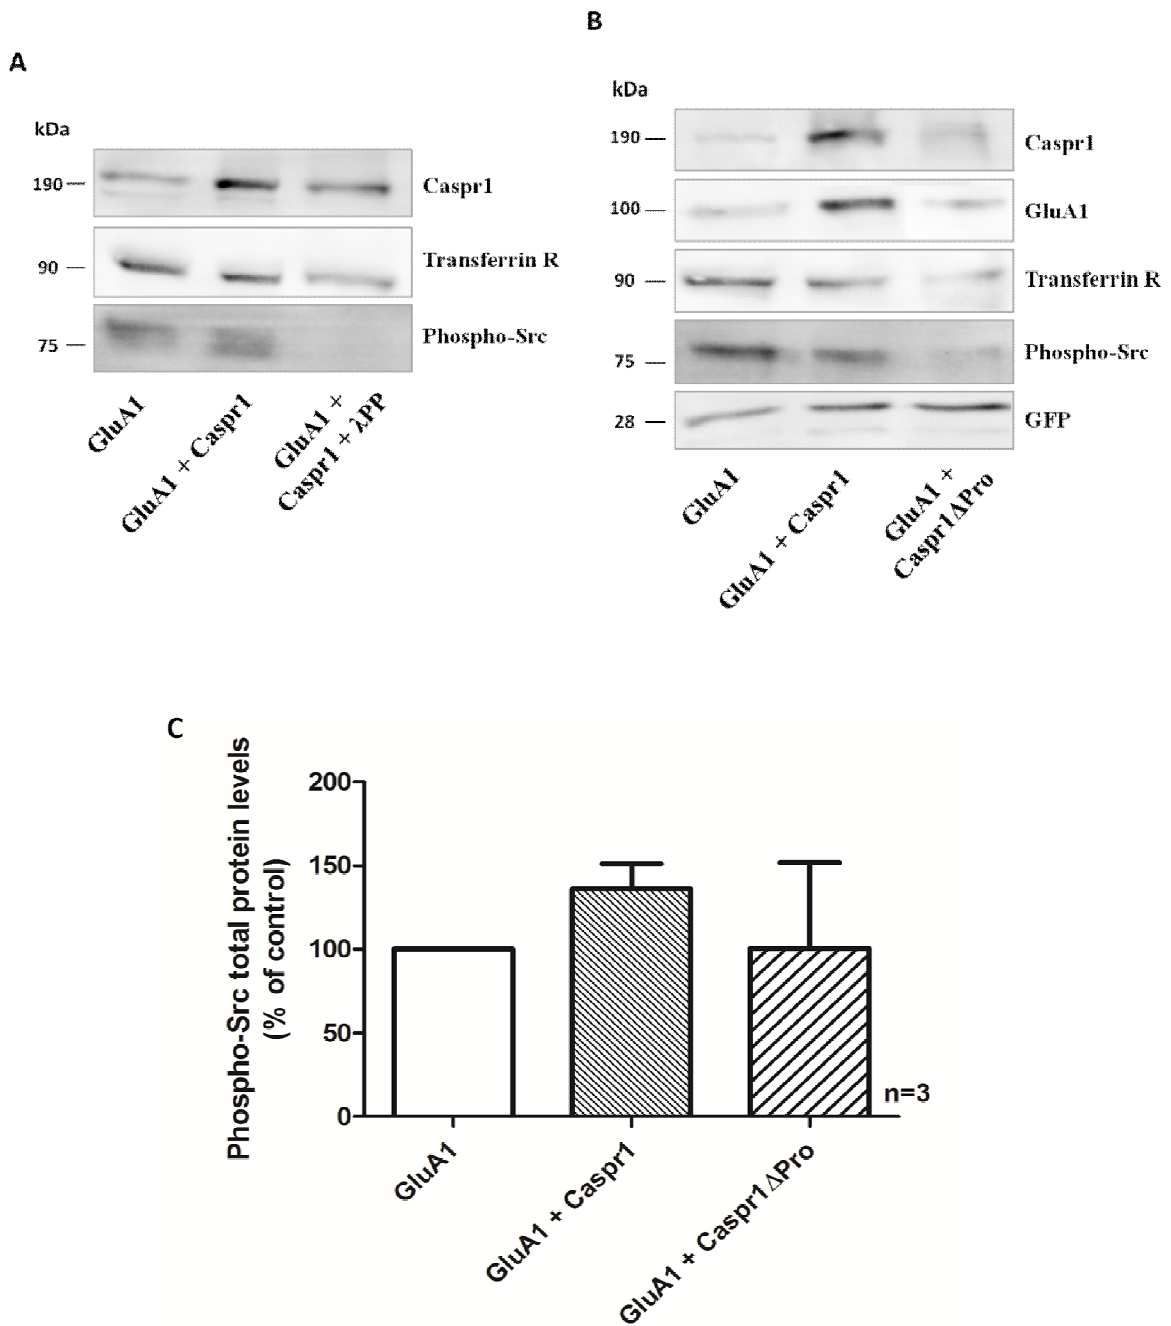 A
kDa
190
Caspr1
90
Transferrin R
75
Phospho-Src
GluA1
GluA1 + Caspr1
GluA1 +
Caspr1 + λPP
B
kDa
190
Caspr1
100
GluA1
90
Transferrin R
75
Phospho-Src
28
GFP
GluA1
GluA1 + Caspr1
GluA1 +
Caspr1ΔPro
C
Phospho-Src total protein levels
(% of control)
200
150
100
50
0
n=3
GluA1
GluA1 + Caspr1
GluA1 + Caspr1ΔPro